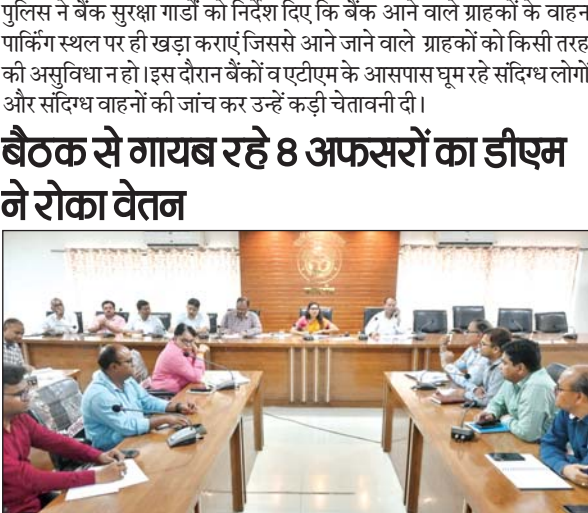 पुलिस ने बैंक सुरक्षा गार्डों को निर्देश दिए कि बैंक आने वाले ग्राहकों के वाहन
पार्किंग स्थल पर ही खड़ा कराएं जिससे आने जाने वाले ग्राहकों को किसी तरह
की असुविधा न हो। इस दौरान बैंकों व एटीएम के आसपास घूम रहे संदिग्ध लोगों
और संदिग्ध वाहनों की जांच कर उन्हें कड़ी चेतावनी दी।
बैठक से गायब रहे 8 अफसरों का डीएम
ने रोका वेतन